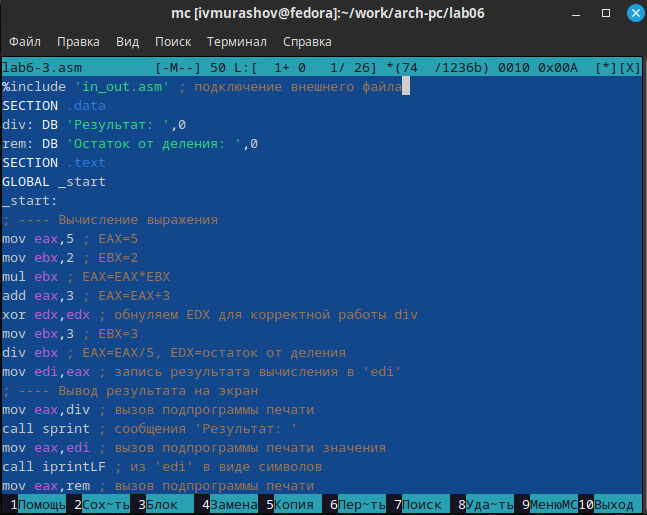 mc [ivmurashov@fedora]:~/work/arch-pc/lab06
Файл Правка Вид Поиск Терминал Справка
lab6-3.asm [-M--] 50 L:[ 1+ 0 1/ 26] *(74 /1236b) 0010 0x00A [*][X]
%include 'in_out.asm' ; подключение внешнего файла
SECTION .data
div: DB 'Результат: ',0
rem: DB 'Остаток от деления: ',0
SECTION .text
GLOBAL _start
_start:
; ---- Вычисление выражения
mov eax,5 ; EAX=5
mov ebx,2 ; EBX=2
mul ebx ; EAX=EAX*EBX
add eax,3 ; EAX=EAX+3
xor edx,edx ; обнуляем EDX для корректной работы div
mov ebx,3 ; EBX=3
div ebx ; EAX=EAX/5, EDX=остаток от деления
mov edi,eax ; запись результата вычисления в 'edi'
; ---- Вывод результата на экран
mov eax,div ; вызов подпрограммы печати
call sprint ; сообщения 'Результат: '
mov eax,edi ; вызов подпрограммы печати значения
call iprintLF ; из 'edi' в виде символов
mov eax,rem ; вызов подпрограммы печати
1Помощь 2Сох~ть 3Блок 4Замена 5Копия 6Пер~ть 7Поиск 8Уда~ть 9МенюMC 10Выход